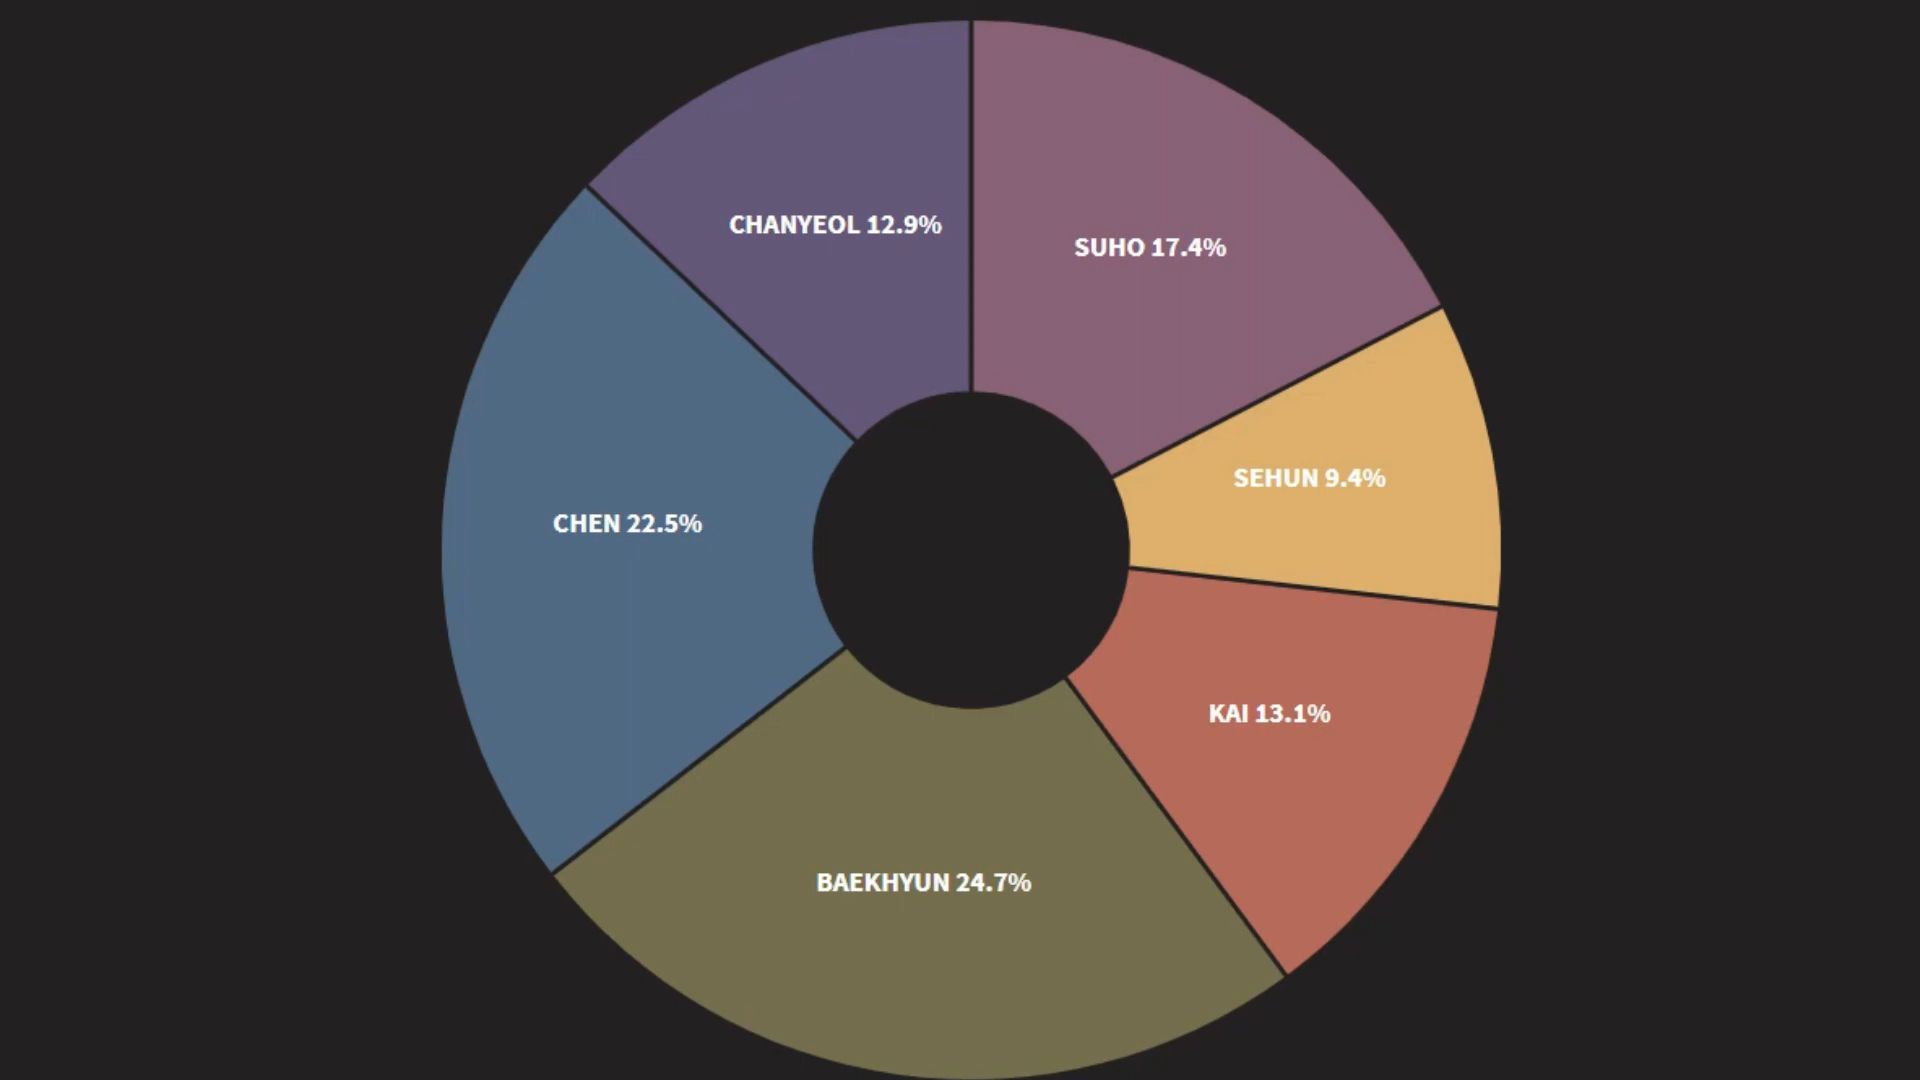 CHANYEOL 12.9%
SUHO 17.4%
SEHUN 9.4%
CHEN 22.5%
KAI 13.1%
BAEKHYUN 24.7%